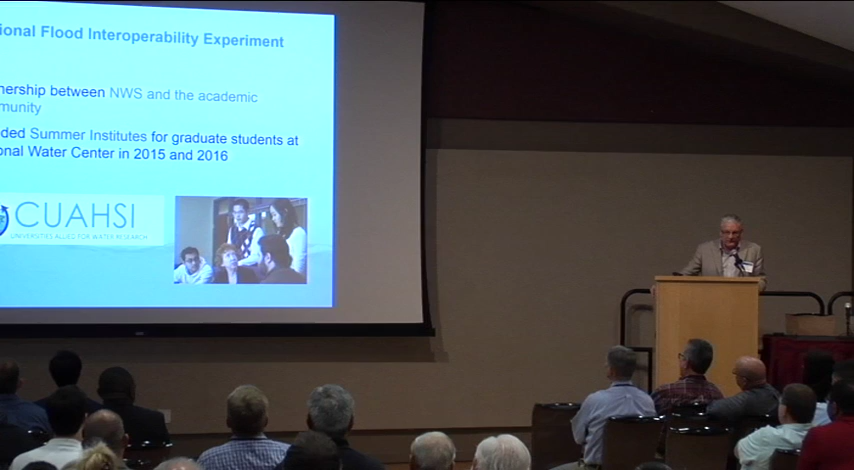 ional Flood Interoperability Experiment
nership between NWS and the academic
munity
ded Summer Institutes for graduate students at
onal Water Center in 2015 and 2016
CUAHSI
UNIVERSITIES ALLIED FOR WATER RESEARCH